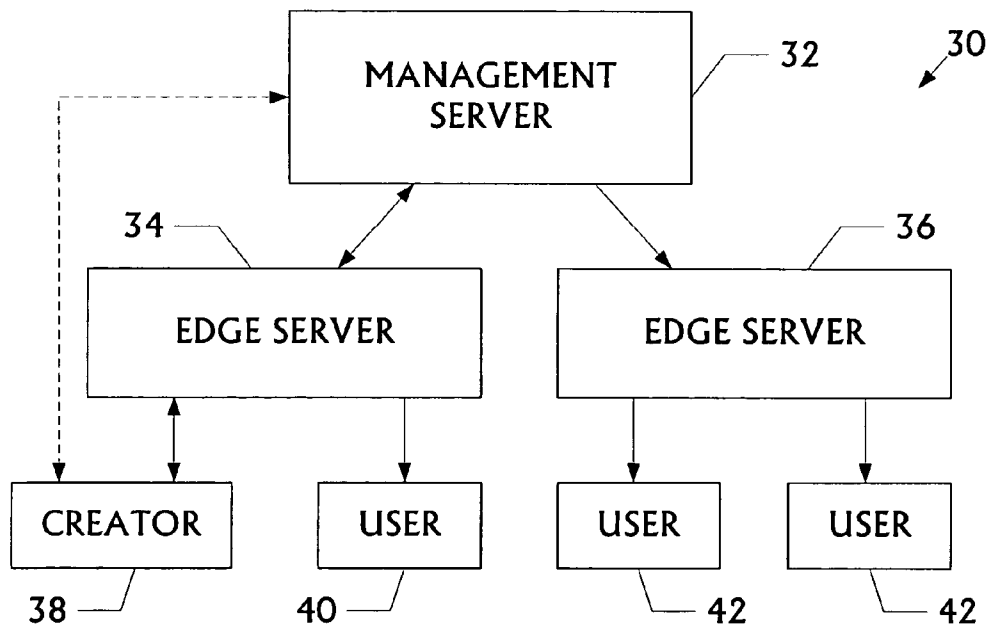 30
MANAGEMENT
SERVER
32
34
36
EDGE SERVER
EDGE SERVER
CREATOR
USER
USER
USER
38
40
42
42